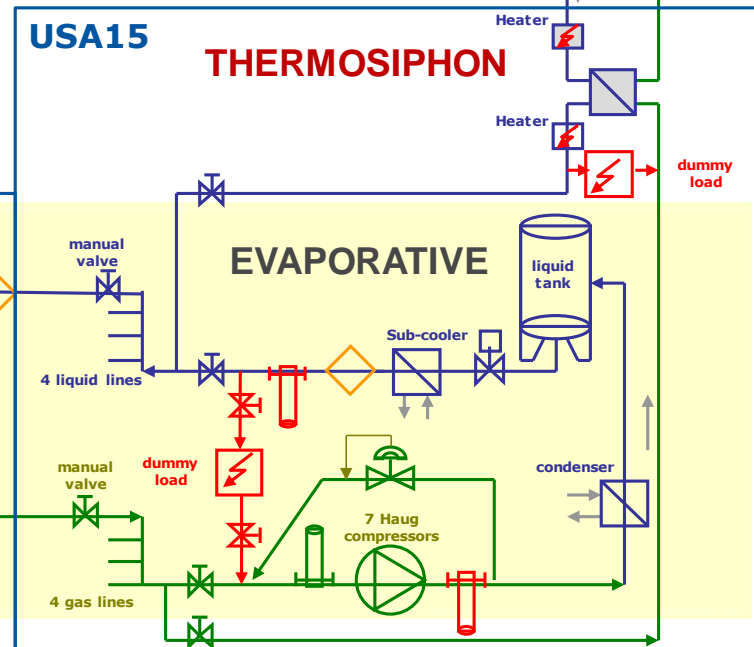 USA15
THERMOSIPHON
Heater
Heater
dummy
load
manual
valve
EVAPORATIVE
liquid
tank
Sub-cooler
4 liquid lines
manual
valve
dummy
load
condenser
7 Haug
compressors
4 gas lines